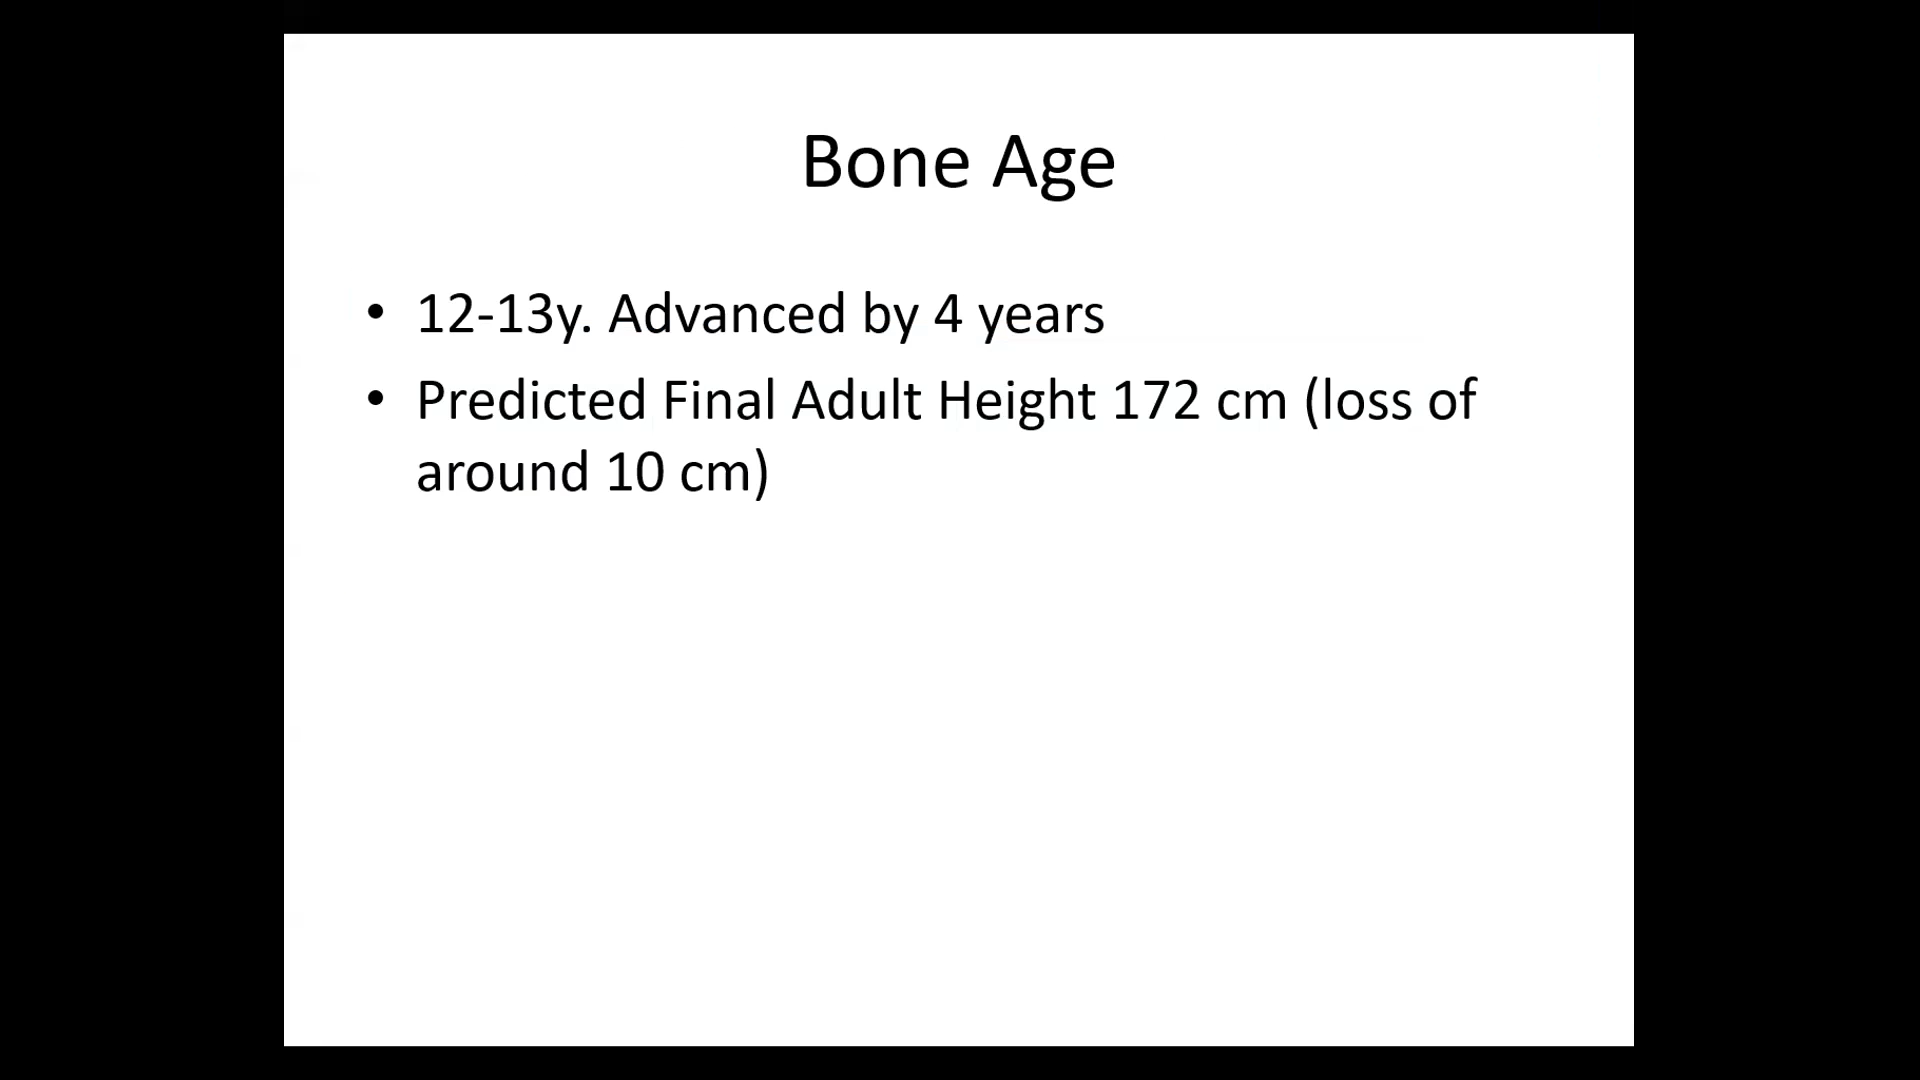 Bone Age
• 12-13y. Advanced by 4 years
• Predicted Final Adult Height 172 cm (loss of
around 10 cm)